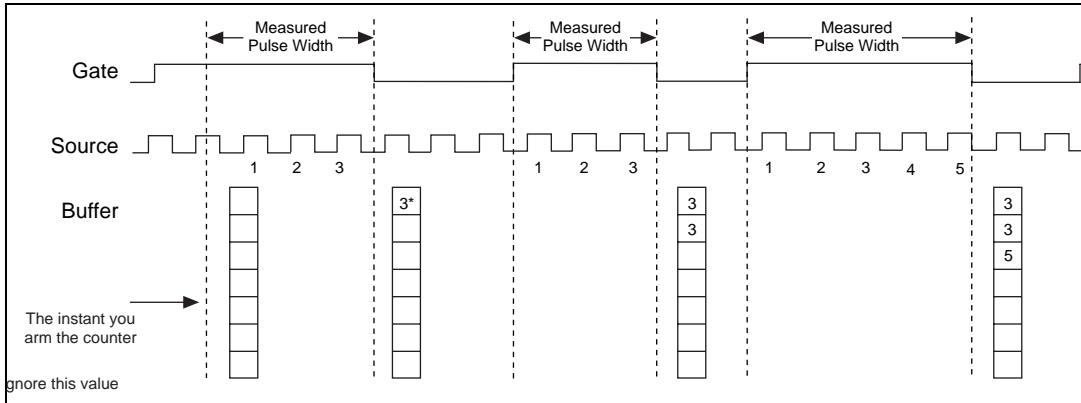 Measured
Pulse Width
Measured
Pulse Width
Measured
Pulse Width
Gate
Source
1 2 3 1 2 3 1 2 3 4 5
Buffer
3* 3 3
3 3
5
The instant you
arm the counter
gnore this value